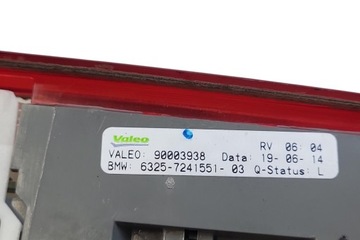 Valeo RV 06: 04
VALEO: 90003938 Data: 19-06-14
BMW: 6325-7241551-03 Q-Status: L